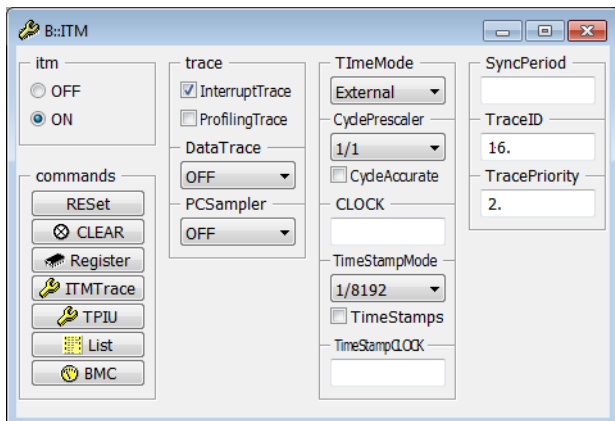 B::ITM
itm
OFF
ON
commands
RESet
CLEAR
Register
ITMTrace
TPIU
List
BMC
trace
InterruptTrace
ProfilingTrace
DataTrace
OFF
PCSampler
OFF
TImeMode
External
CyclePrescaler
1/1
CycleAccurate
CLOCK
TimeStampMode
1/8192
TimeStamps
TimeStampCLOCK
SyncPeriod
TraceID
16.
TracePriority
2.